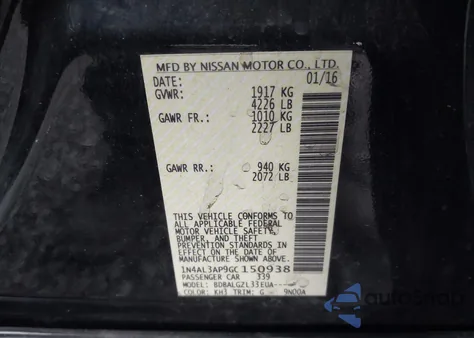 MFD BY NISSAN MOTOR CO., LTD.
DATE: 01/16
GVWR: 1917 KG
4226 LB
GAWR FR.: 1010 KG
2227 LB
GAWR RR.: 940 KG
2072 LB
THIS VEHICLE CONFORMS TO
ALL APPLICABLE FEDERAL
MOTOR VEHICLE SAFETY,
BUMPER, AND THEFT
PREVENTION STANDARDS
IN EFFECT ON THE DATE OF
MANUFACTURE SHOWN ABOVE.
1N4AL3AP9GC150938
PASSENGER CAR 339
MODEL: BDBALGZL33EUA-----
COLOR: KH3 TRIM: G 9N00A